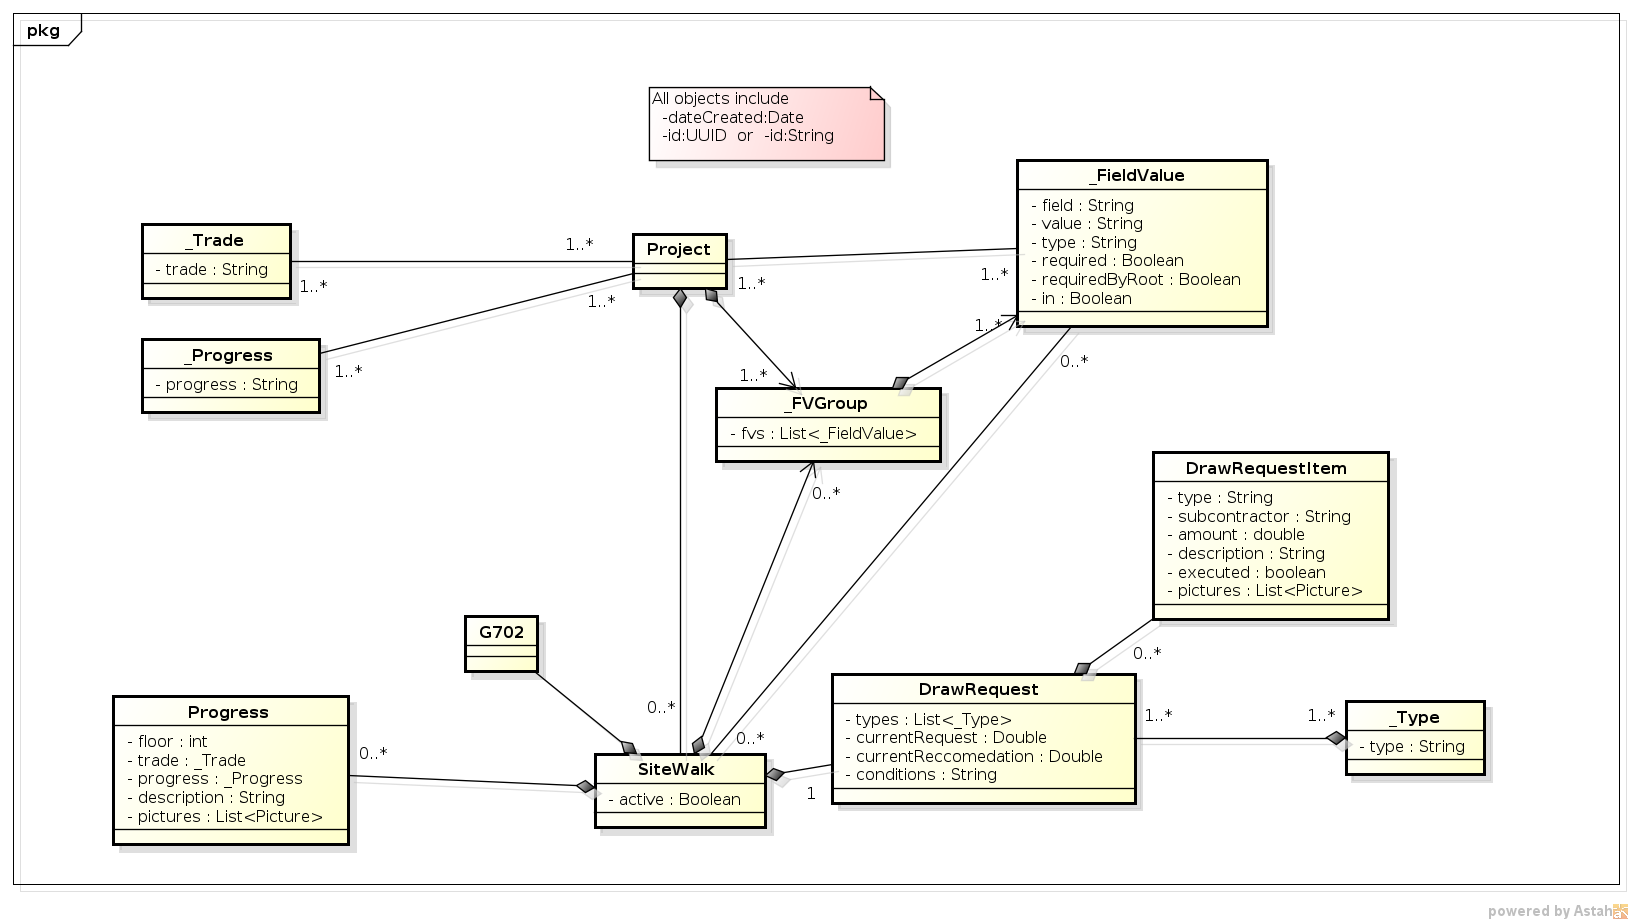 pkg
All objects include
-dateCreated:Date
-id:UUID or -id:String
_FieldValue
- field : String
- value : String
- type : String
- required : Boolean
- requiredByRoot : Boolean
- in : Boolean
_Trade
- trade : String
1..*
1..*
Project
1..*
1..*
_Progress
- progress : String
1..*
1..*
1..*
1..*
0..*
_FVGroup
- fvs : List<_FieldValue>
0..*
DrawRequestItem
- type : String
- subcontractor : String
- amount : double
- description : String
- executed : boolean
- pictures : List<Picture>
0..*
G702
0..*
0..*
Progress
- floor : int
- trade : _Trade
- progress : _Progress
- description : String
- pictures : List<Picture>
0..*
SiteWalk
- active : Boolean
1
DrawRequest
- types : List<_Type>
- currentRequest : Double
- currentReccomedation : Double
- conditions : String
1..*
1..*
_Type
- type : String
powered by Astah